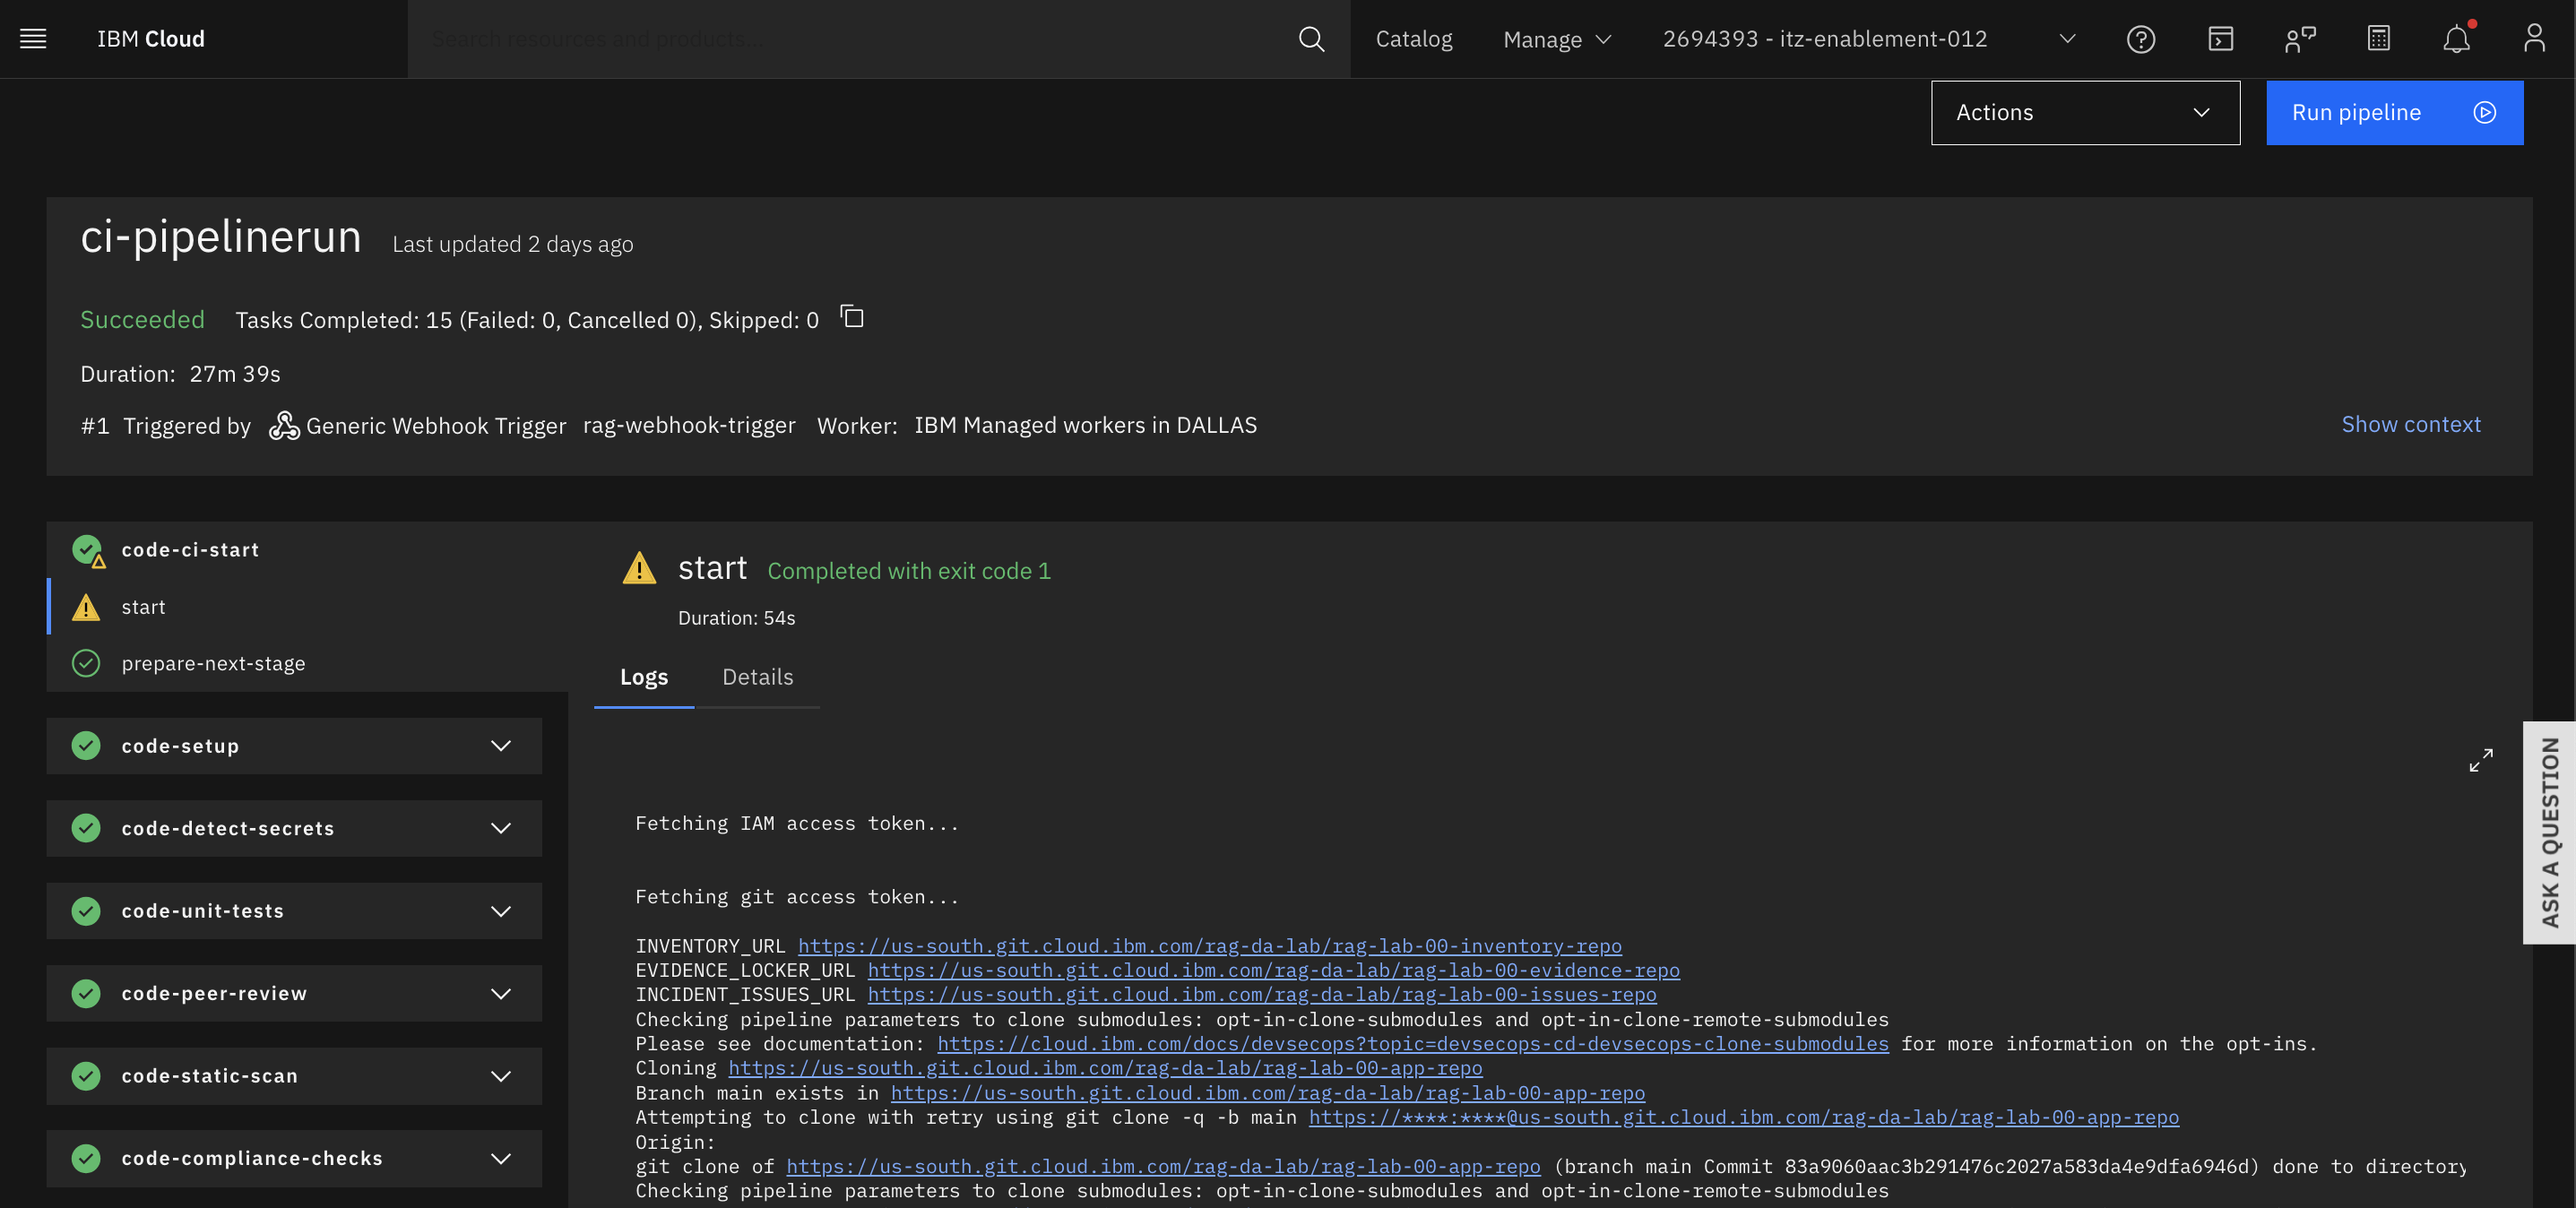 IBM Cloud
Search resources and products...
Catalog
Manage
2694393 - itz-enablement-012
Actions
Run pipeline
ci-pipelinerun Last updated 2 days ago
Succeeded Tasks Completed: 15 (Failed: 0, Cancelled 0), Skipped: 0
Duration: 27m 39s
#1 Triggered by Generic Webhook Trigger rag-webhook-trigger Worker: IBM Managed workers in DALLAS
Show context
code-ci-start
start
prepare-next-stage
code-setup
code-detect-secrets
code-unit-tests
code-peer-review
code-static-scan
code-compliance-checks
start Completed with exit code 1
Duration: 54s
Logs Details
Fetching IAM access token...
Fetching git access token...
INVENTORY_URL https://us-south.git.cloud.ibm.com/rag-da-lab/rag-lab-00-inventory-repo
EVIDENCE_LOCKER_URL https://us-south.git.cloud.ibm.com/rag-da-lab/rag-lab-00-evidence-repo
INCIDENT_ISSUES_URL https://us-south.git.cloud.ibm.com/rag-da-lab/rag-lab-00-issues-repo
Checking pipeline parameters to clone submodules: opt-in-clone-submodules and opt-in-clone-remote-submodules
Please see documentation: https://cloud.ibm.com/docs/devsecops?topic=devsecops-cd-devsecops-clone-submodules for more information on the opt-ins.
Cloning https://us-south.git.cloud.ibm.com/rag-da-lab/rag-lab-00-app-repo
Branch main exists in https://us-south.git.cloud.ibm.com/rag-da-lab/rag-lab-00-app-repo
Attempting to clone with retry using git clone -q -b main https://****:****@us-south.git.cloud.ibm.com/rag-da-lab/rag-lab-00-app-repo
Origin:
git clone of https://us-south.git.cloud.ibm.com/rag-da-lab/rag-lab-00-app-repo (branch main Commit 83a9060aac3b291476c2027a583da4e9dfa6946d) done to directory
Checking pipeline parameters to clone submodules: opt-in-clone-submodules and opt-in-clone-remote-submodules
ASK A QUESTION